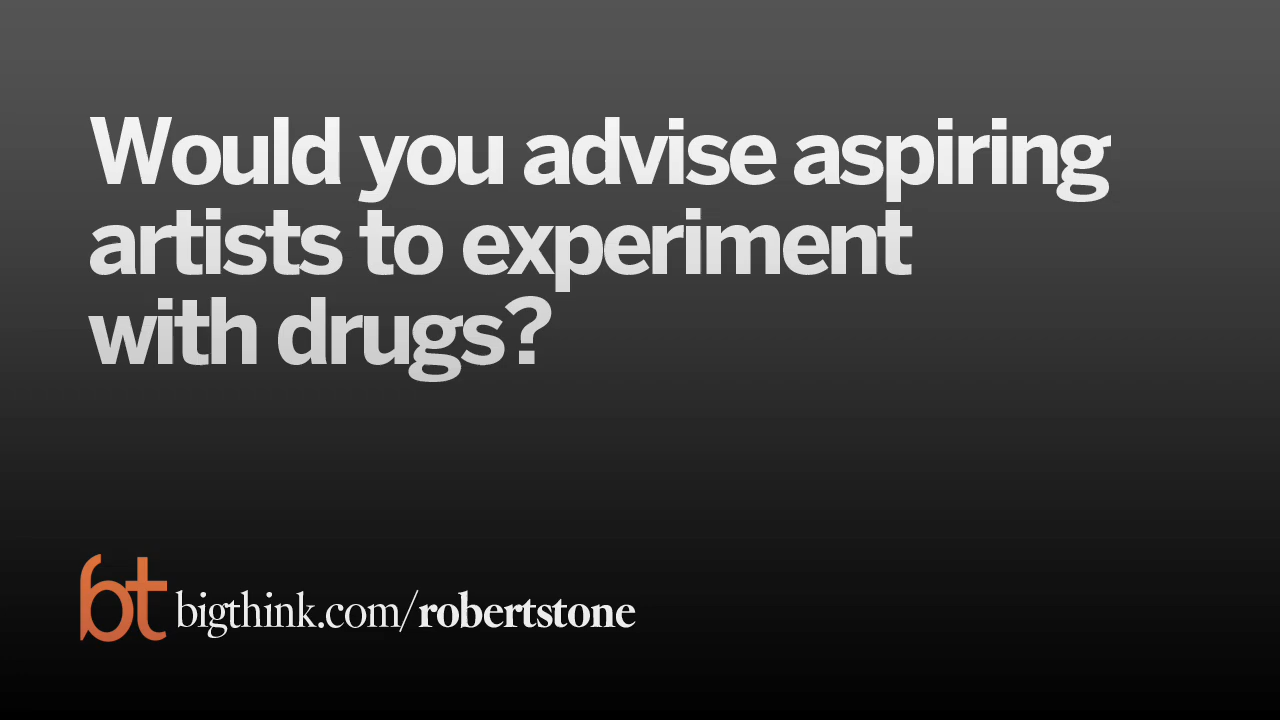 Would you advise aspiring
artists to experiment
with drugs?
bt bigthink.com/robertstone